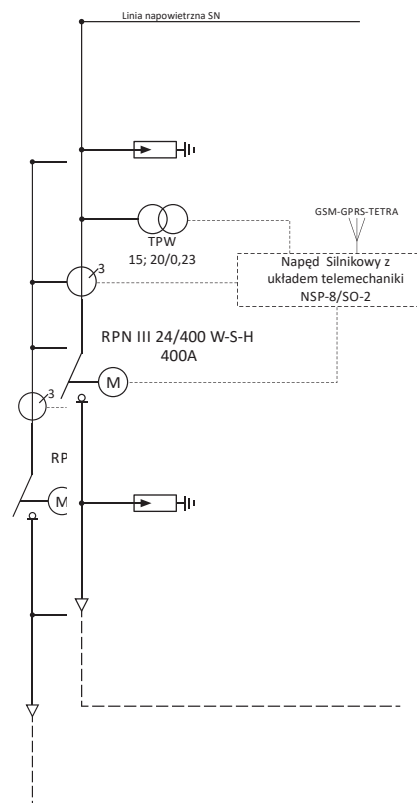 Linia napowietrzna SN
GSM-GPRS-TETRA
TPW
15; 20/0,23
3
Napęd Silnikowy z
układem telemechaniki
NSP-8/SO-2
RPN III 24/400 W-S-H
400A
M
3
RP
M